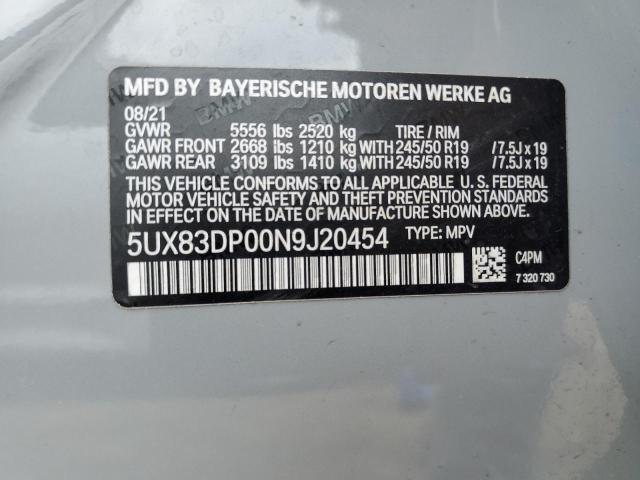 MFD BY BAYERISCHE MOTOREN WERKE AG
08/21
GVWR 5556 lbs 2520 kg TIRE / RIM
GAWR FRONT 2668 lbs 1210 kg WITH 245/50 R19 /7.5J x 19
GAWR REAR 3109 lbs 1410 kg WITH 245/50 R19 /7.5J x 19
THIS VEHICLE CONFORMS TO ALL APPLICABLE U. S. FEDERAL
MOTOR VEHICLE SAFETY AND THEFT PREVENTION STANDARDS
IN EFFECT ON THE DATE OF MANUFACTURE SHOWN ABOVE.
5UX83DP00N9J20454 TYPE: MPV
C4PM
7 320 730